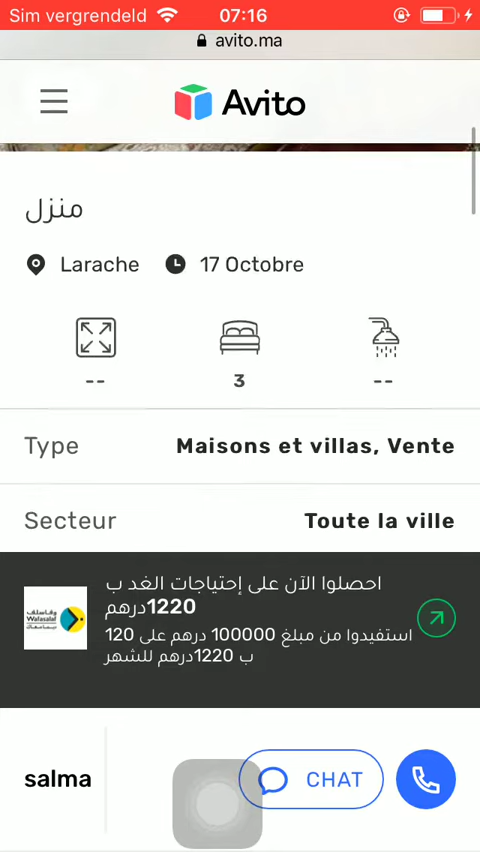 Sim vergrendeld 07:16
avito.ma
Avito
منزل
Larache 17 Octobre
-- 3 --
Type Maisons et villas, Vente
Secteur Toute la ville
احصلوا الآن على إحتياجات الغد ب
1220درهم
استفيدوا من مبلغ 100000 درهم على 120
ب 1220درهم للشهر
وفاسلف
Wafasalaf
salma CHAT